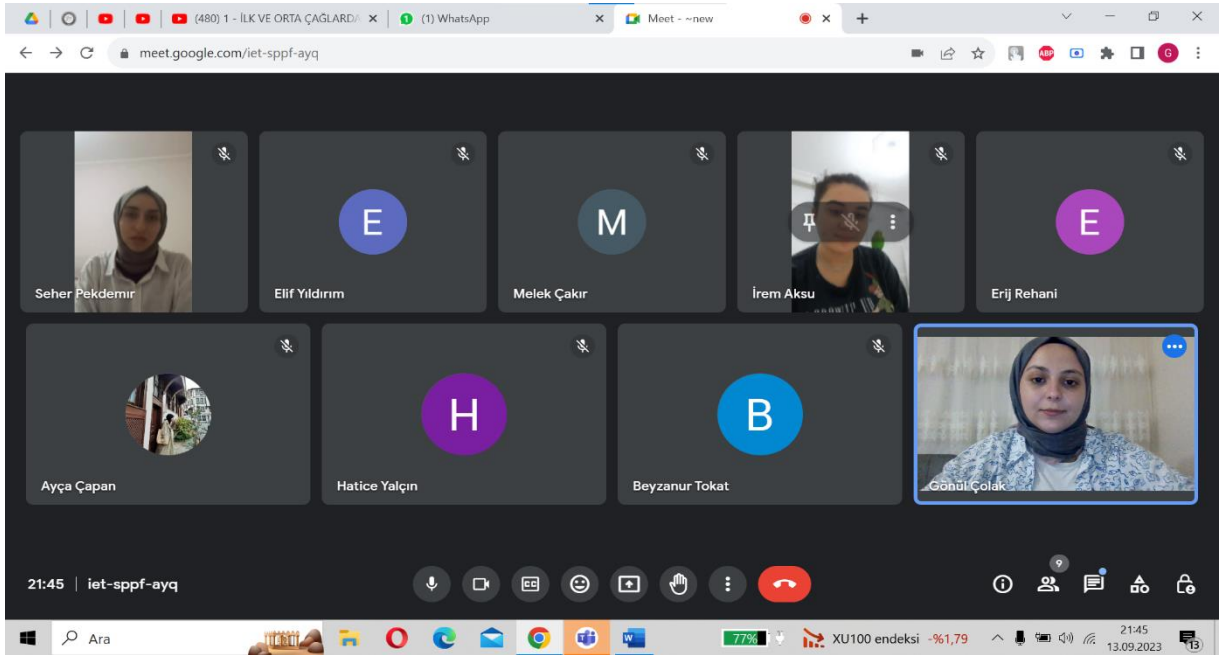 (480) 1 - İLK VE ORTA ÇAĞLARDA
(1) WhatsApp
Meet - ~new
meet.google.com/iet-sppf-ayq
ABP
G
E
M
E
Seher Pekdemir
Elif Yıldırım
Melek Çakır
İrem Aksu
Erij Rehani
H
B
Ayça Çapan
Hatice Yalçın
Beyzanur Tokat
Gönül Çolak
21:45 | iet-sppf-ayq
9
Ara
77%
XU100 endeksi -%1,79
21:45
13.09.2023
13